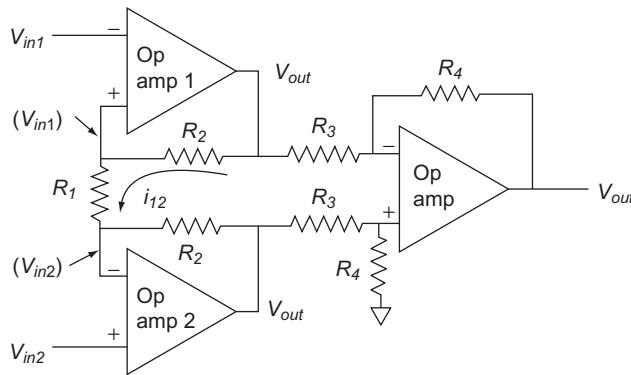 V_in1
−
Op
amp 1
+
V_out
(V_in1)
R_2
R_3
R_4
R_1
i_12
−
Op
amp
+
V_out
R_3
R_2
R_4
(V_in2)
−
Op
amp 2
+
V_out
V_in2